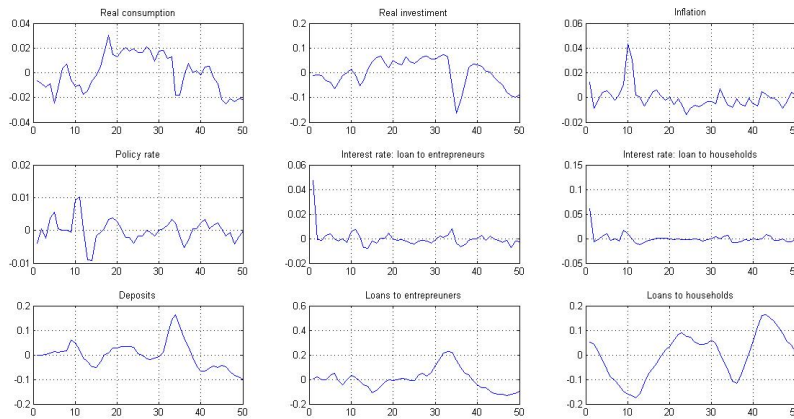 Real consumption
0.04
0.02
0
-0.02
-0.04
0 10 20 30 40 50
Real investiment
0.2
0.1
0
-0.1
-0.2
0 10 20 30 40 50
Inflation
0.06
0.04
0.02
0
-0.02
0 10 20 30 40 50
Policy rate
0.02
0.01
0
-0.01
0 10 20 30 40 50
Interest rate: loan to entrepreneurs
0.06
0.04
0.02
0
-0.02
0 10 20 30 40 50
Interest rate: loan to households
0.15
0.1
0.05
0
-0.05
0 10 20 30 40 50
Deposits
0.2
0.1
0
-0.1
-0.2
0 10 20 30 40 50
Loans to entrepreuners
0.6
0.4
0.2
0
-0.2
0 10 20 30 40 50
Loans to households
0.2
0.1
0
-0.1
-0.2
0 10 20 30 40 50